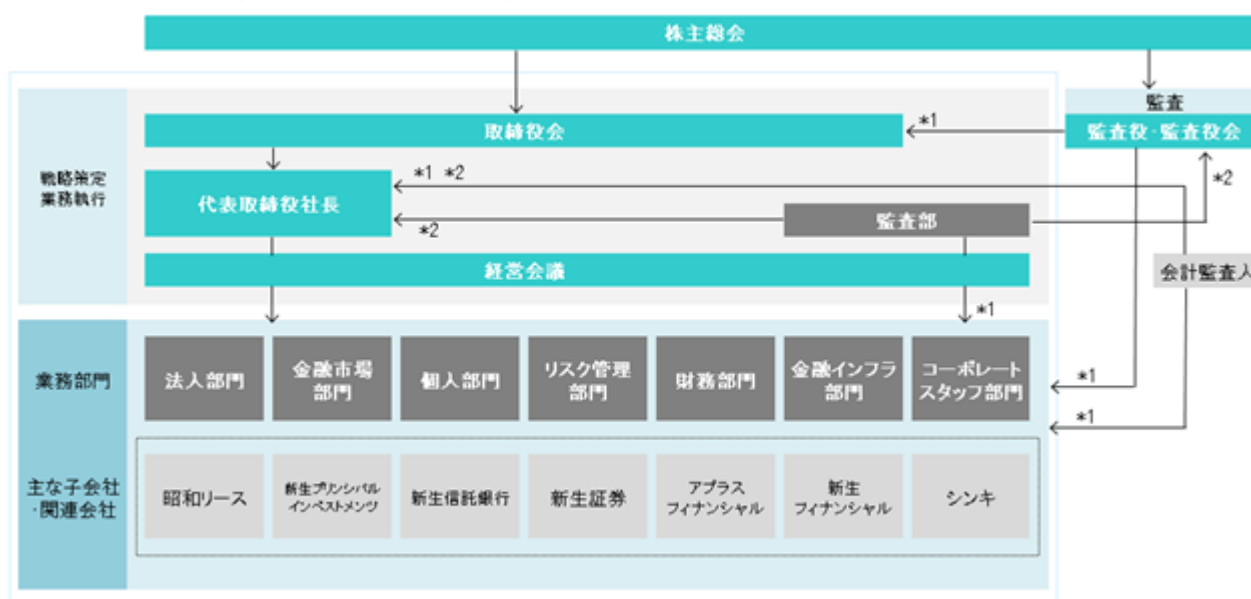 株主総会
監査
取締役会
*1
監査役・監査役会
戦略策定
業務執行
代表取締役社長
*1 *2
*2
*2
監査部
経営会議
会計監査人
*1
業務部門
法人部門
金融市場
部門
個人部門
リスク管理
部門
財務部門
金融インフラ
部門
コーポレート
スタッフ部門
*1
*1
主な子会社
・関連会社
昭和リース
新生プリンシパル
インベストメンツ
新生信託銀行
新生証券
アプラス
フィナンシャル
新生
フィナンシャル
シンキ